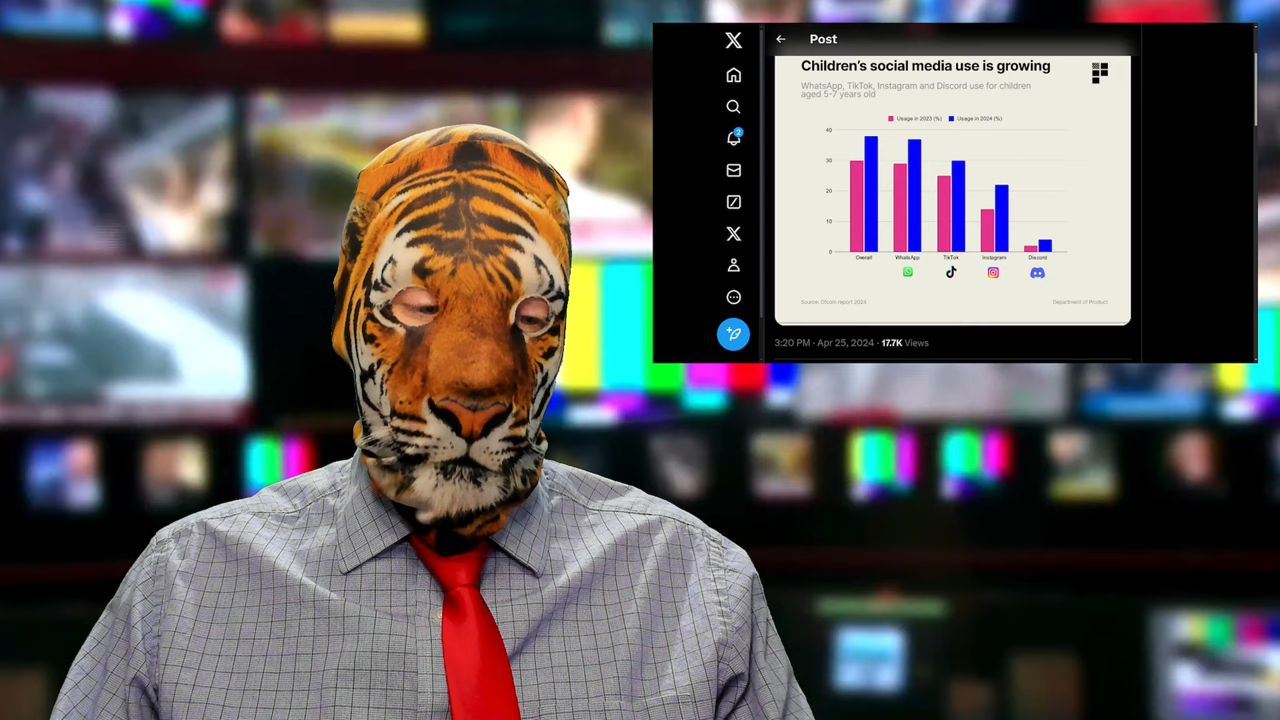 Post
Children's social media use is growing
WhatsApp, TikTok, Instagram and Discord use for children
aged 5-7 years old
Usage in 2023 (%) Usage in 2024 (%)
40
30
20
10
0
Overall WhatsApp TikTok Instagram Discord
Source: Ofcom report 2024 Department of Product
3:20 PM · Apr 25, 2024 · 17.7K Views
2